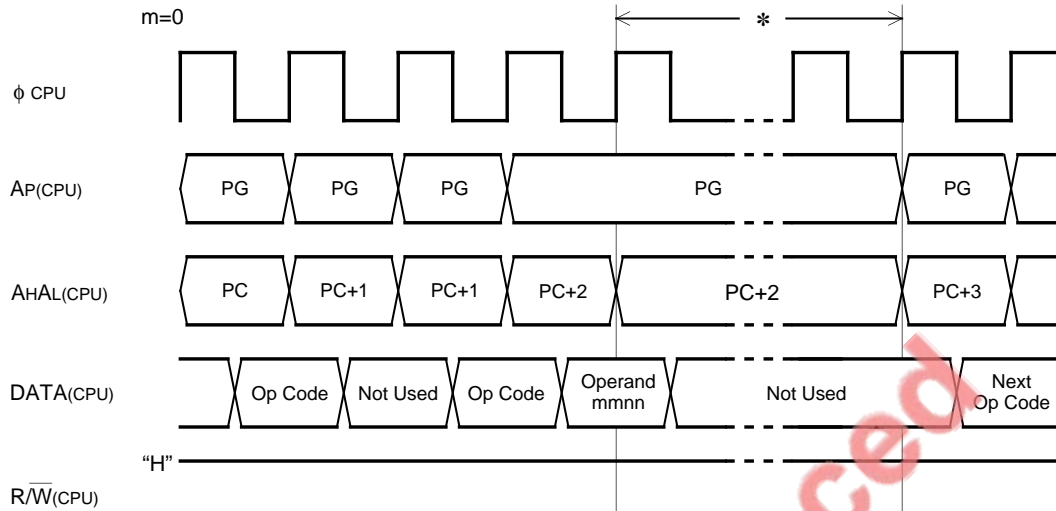 m=0
*
ϕ CPU
AP(CPU) PG PG PG PG PG
AHAL(CPU) PC PC+1 PC+1 PC+2 PC+2 PC+3
DATA(CPU) Op Code Not Used Op Code Operand mmnn Not Used Next Op Code
“H”
R/W(CPU)
ced